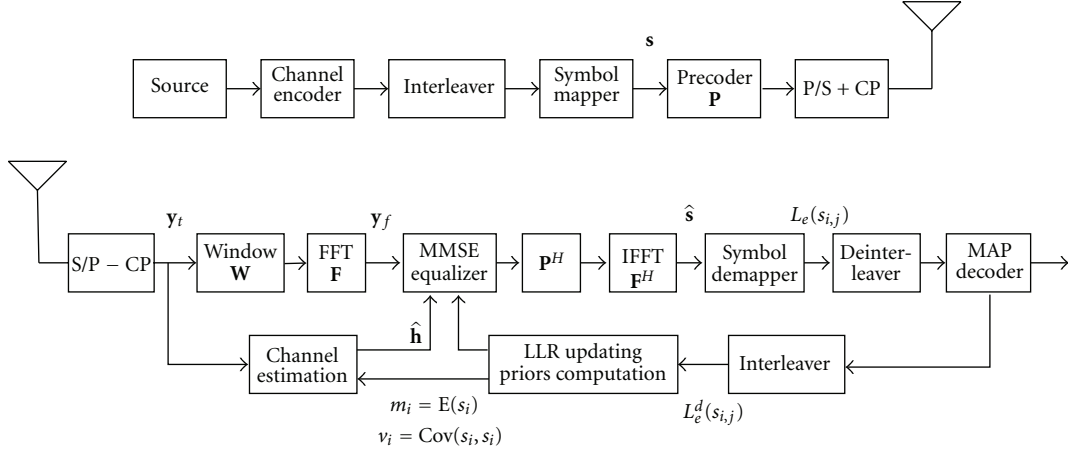 s
Source
Channel
encoder
Interleaver
Symbol
mapper
Precoder
P
P/S + CP
y_t
y_f
ŝ
L_e(s_{i,j})
S/P − CP
Window
W
FFT
F
MMSE
equalizer
P^H
IFFT
F^H
Symbol
demapper
Deinter-
leaver
MAP
decoder
ĥ
Channel
estimation
LLR updating
priors computation
Interleaver
m_i = E(s_i)
v_i = Cov(s_i, s_i)
L_e^d(s_{i,j})